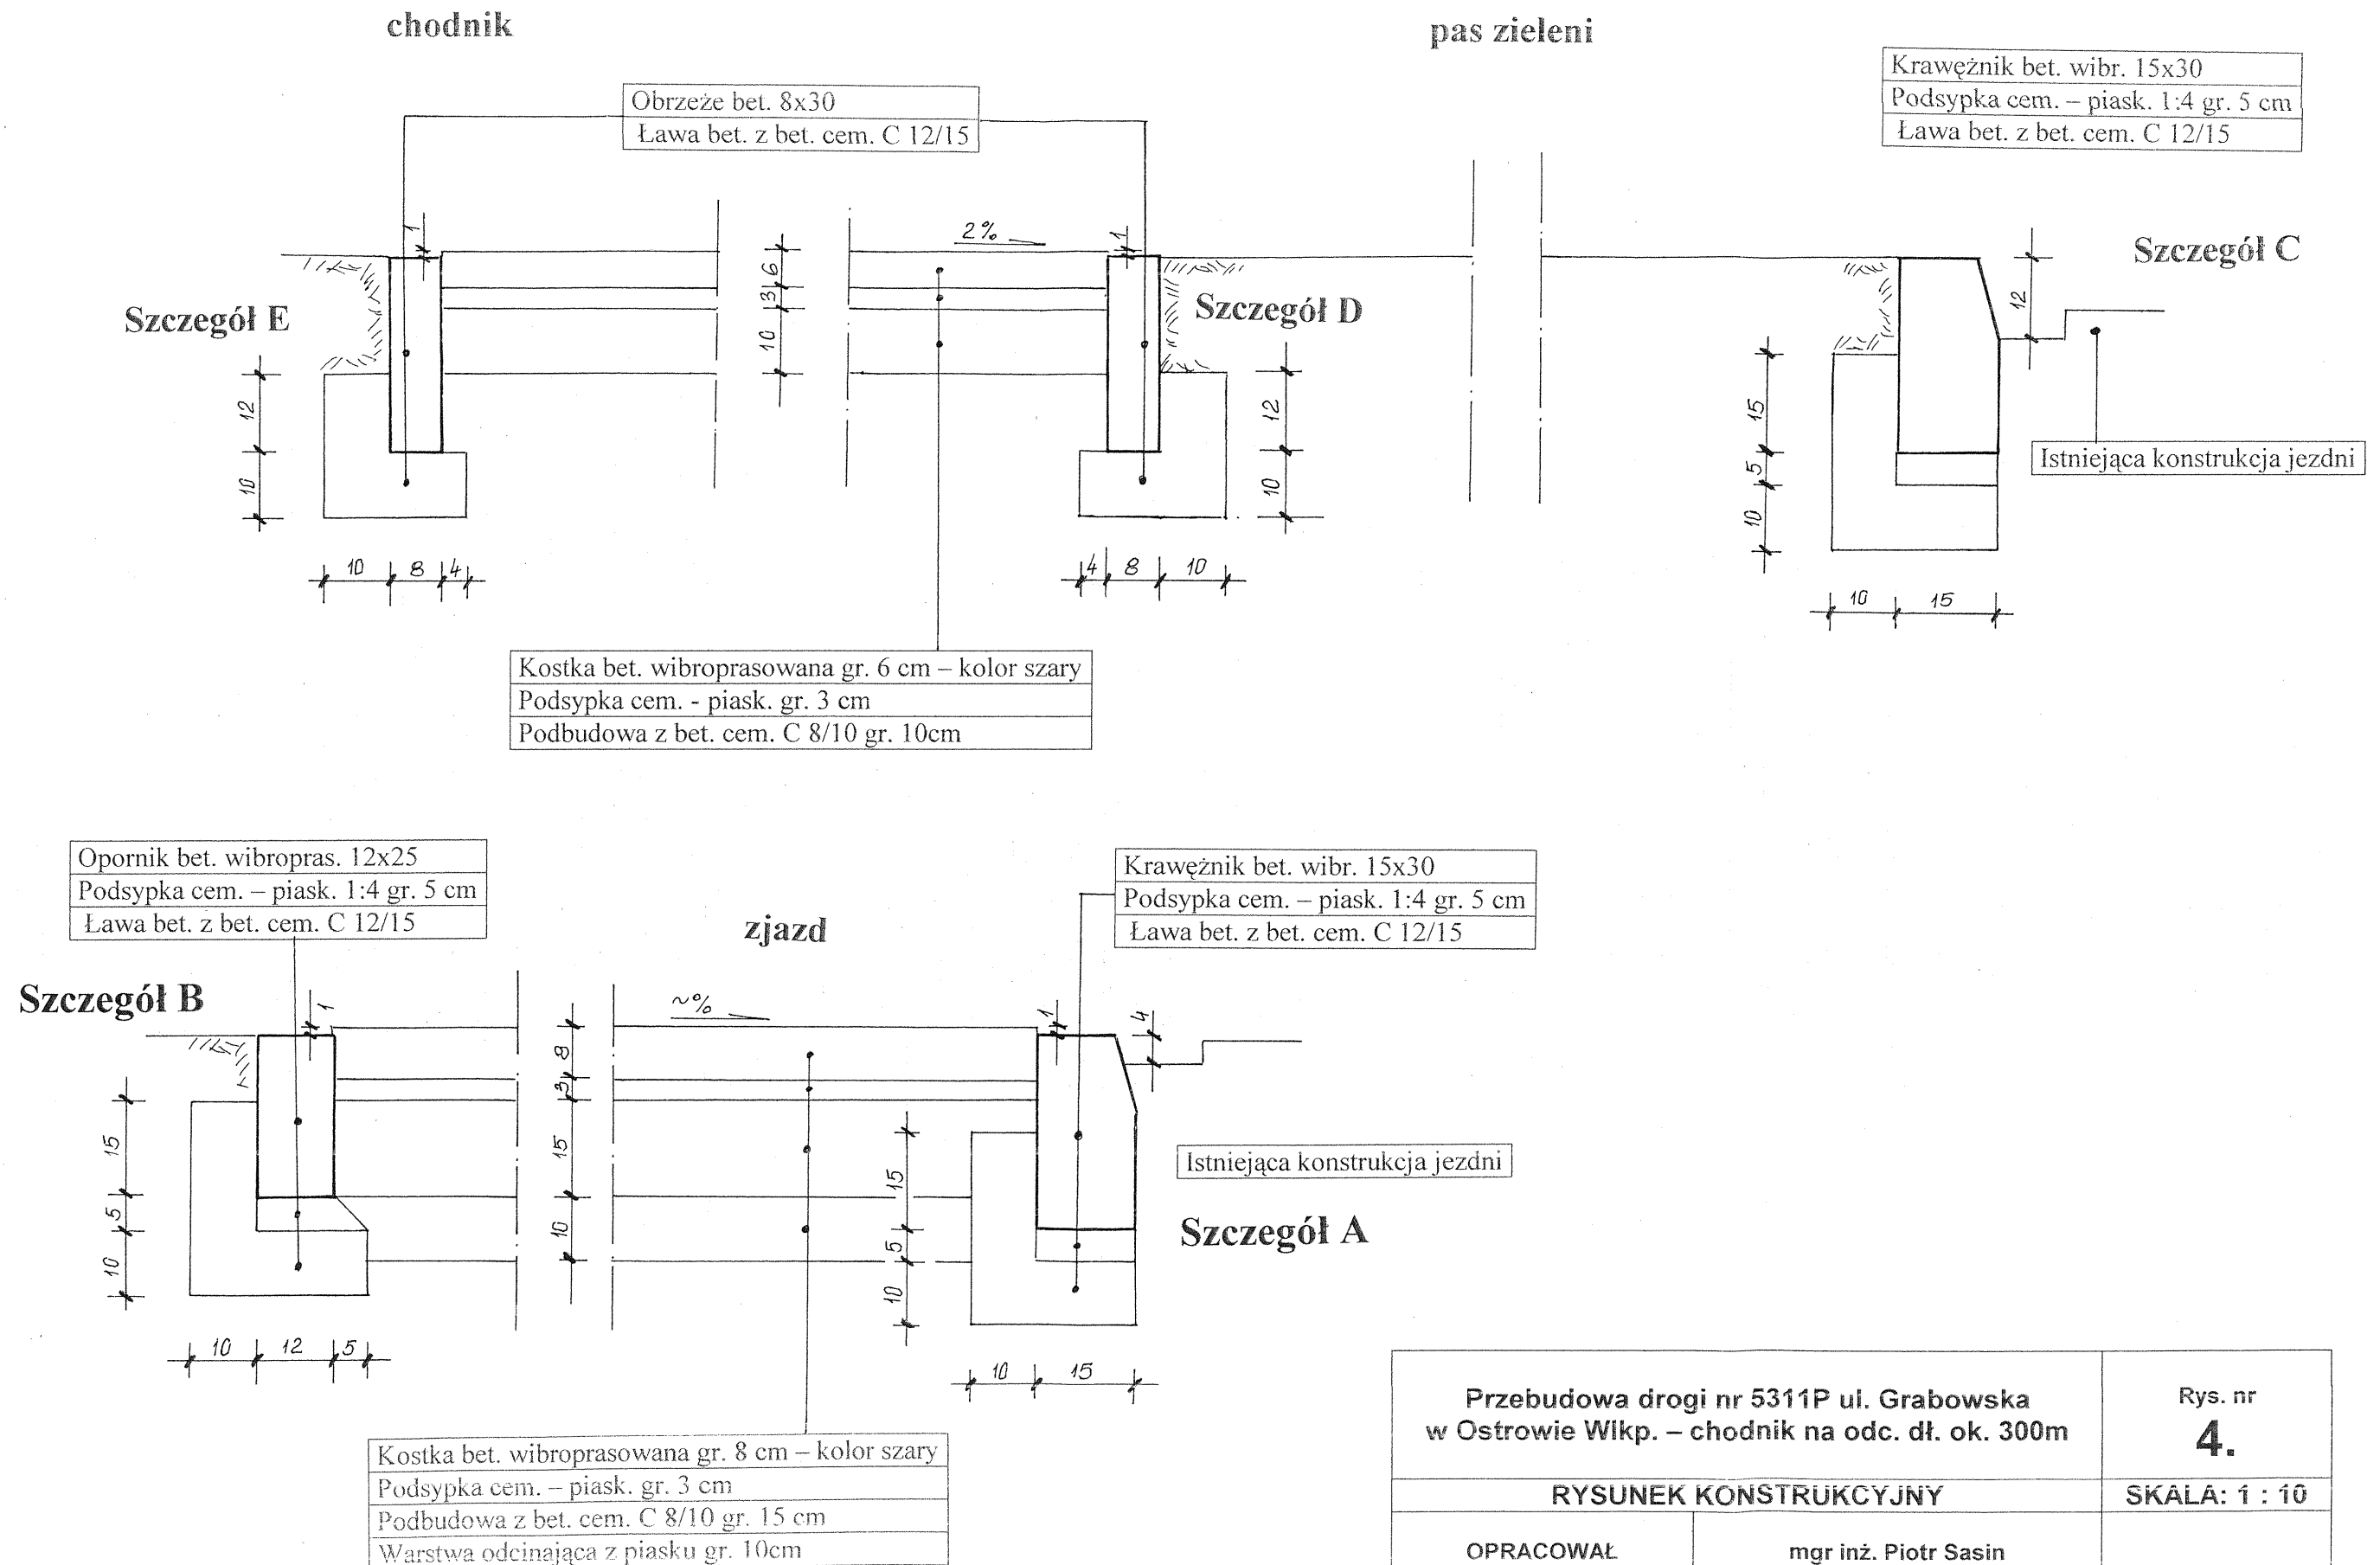 chodnik
pas zieleni
Obrzeże bet. 8x30
Ława bet. z bet. cem. C 12/15
Krawężnik bet. wibr. 15x30
Podsypka cem. – piask. 1:4 gr. 5 cm
Ława bet. z bet. cem. C 12/15
1
2%
1
Szczegół C
6
3
10
12
Szczegół E
Szczegół D
12
10
12
10
15
5
10
Istniejąca konstrukcja jezdni
10 8 4
4 8 10
10 15
Kostka bet. wibroprasowana gr. 6 cm – kolor szary
Podsypka cem. - piask. gr. 3 cm
Podbudowa z bet. cem. C 8/10 gr. 10cm
Opornik bet. wibropras. 12x25
Podsypka cem. – piask. 1:4 gr. 5 cm
Ława bet. z bet. cem. C 12/15
zjazd
Krawężnik bet. wibr. 15x30
Podsypka cem. – piask. 1:4 gr. 5 cm
Ława bet. z bet. cem. C 12/15
Szczegół B
1
~%
1
4
8
3
15
10
15
5
10
15
5
10
Istniejąca konstrukcja jezdni
Szczegół A
10 12 5
10 15
Kostka bet. wibroprasowana gr. 8 cm – kolor szary
Podsypka cem. – piask. gr. 3 cm
Podbudowa z bet. cem. C 8/10 gr. 15 cm
Warstwa odcinająca z piasku gr. 10cm
Przebudowa drogi nr 5311P ul. Grabowska
w Ostrowie Wlkp. – chodnik na odc. dł. ok. 300m
Rys. nr
4.
RYSUNEK KONSTRUKCYJNY
SKALA: 1 : 10
OPRACOWAŁ
mgr inż. Piotr Sasin